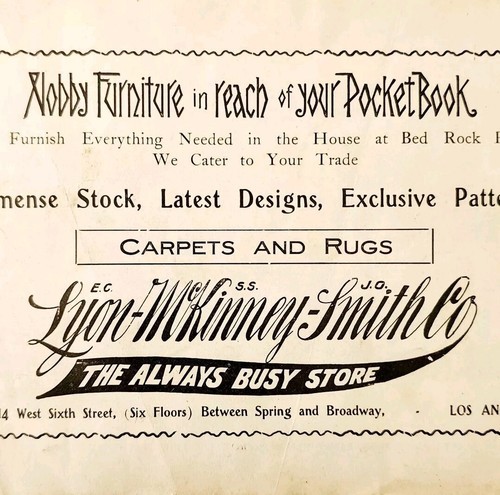 Nobby Furniture in reach of your PocketBook
Furnish Everything Needed in the House at Bed Rock
We Cater to Your Trade
mense Stock, Latest Designs, Exclusive Patte
CARPETS AND RUGS
E.C. S.S. J.O.
Lyon-McKinney-Smith Co
THE ALWAYS BUSY STORE
14 West Sixth Street, (Six Floors) Between Spring and Broadway, - LOS AN